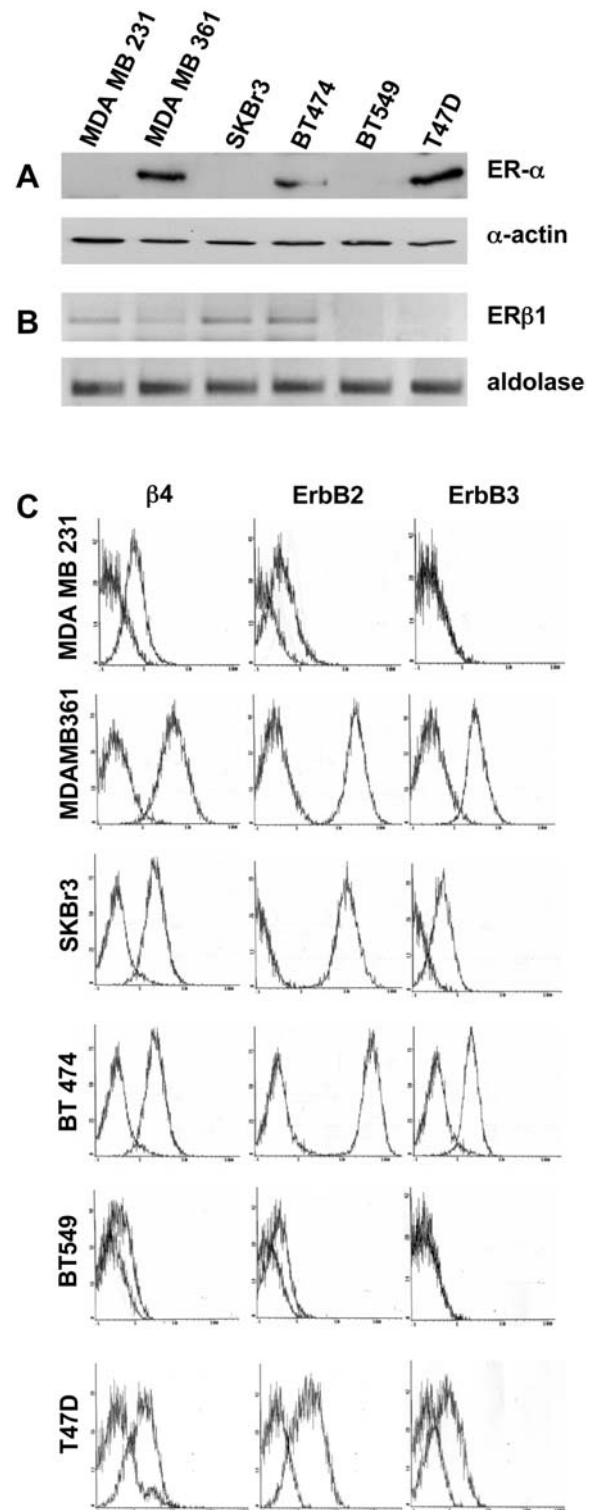 MDA MB 231
MDA MB 361
SKBr3
BT474
BT549
T47D
A
ER-α
α-actin
B
ERβ1
aldolase
C
β4
ErbB2
ErbB3
MDA MB 231
MDAMB361
SKBr3
BT 474
BT549
T47D